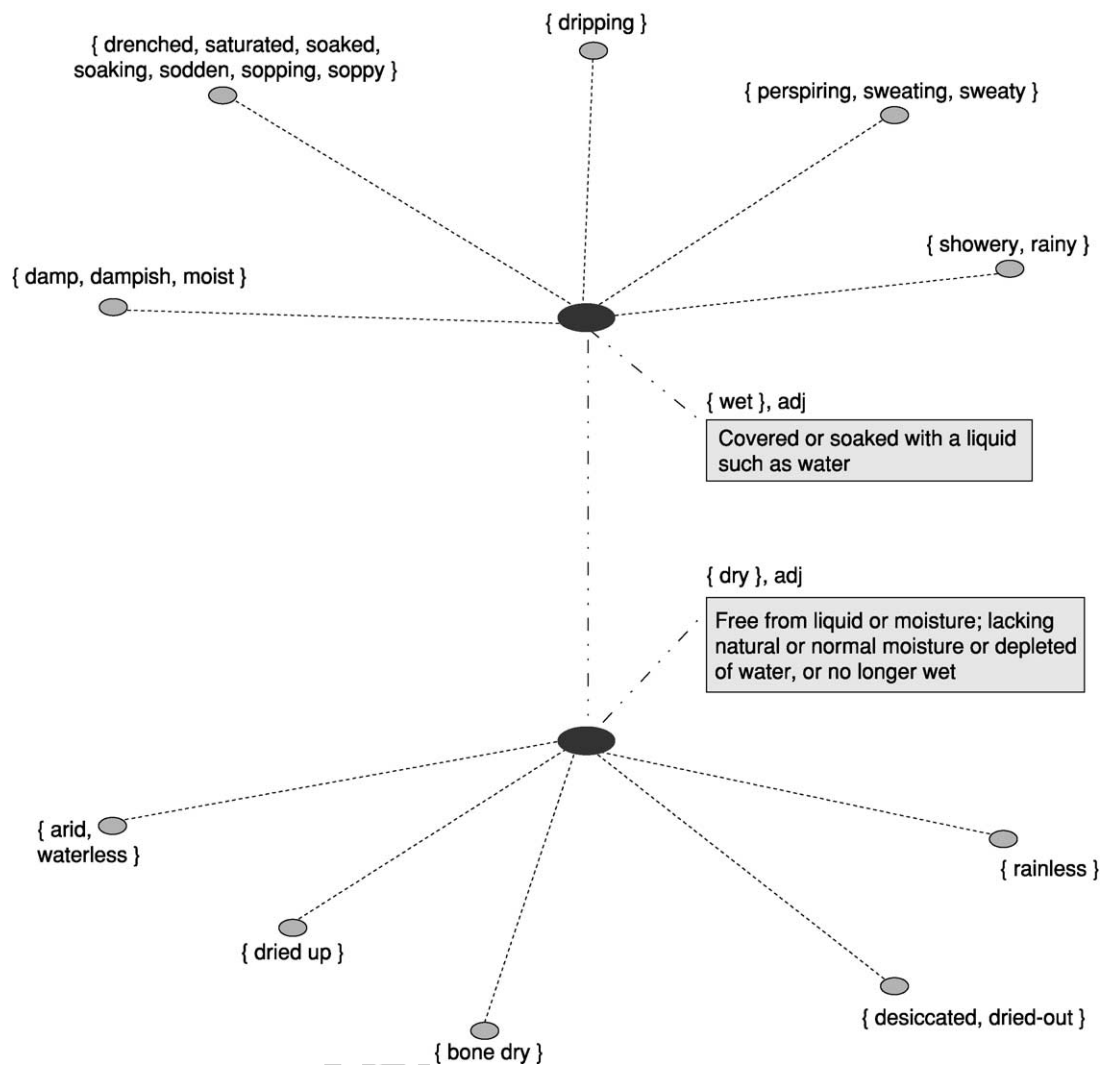 { dripping }
{ drenched, saturated, soaked,
soaking, sodden, sopping, soppy }
{ perspiring, sweating, sweaty }
{ showery, rainy }
{ damp, dampish, moist }
{ wet }, adj
Covered or soaked with a liquid
such as water
{ dry }, adj
Free from liquid or moisture; lacking
natural or normal moisture or depleted
of water, or no longer wet
{ arid,
waterless }
{ rainless }
{ dried up }
{ desiccated, dried-out }
{ bone dry }